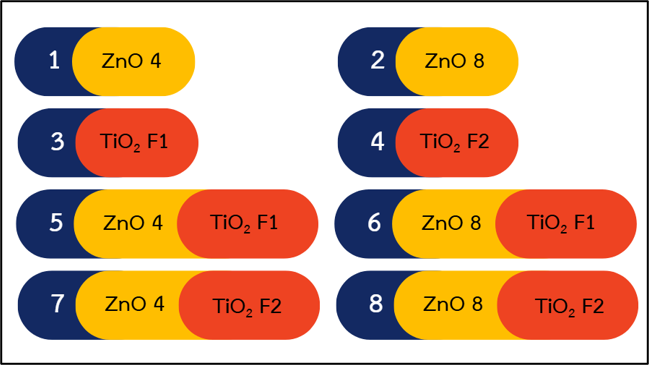 1 ZnO 4
2 ZnO 8
3 TiO₂ F1
4 TiO₂ F2
5 ZnO 4 TiO₂ F1
6 ZnO 8 TiO₂ F1
7 ZnO 4 TiO₂ F2
8 ZnO 8 TiO₂ F2